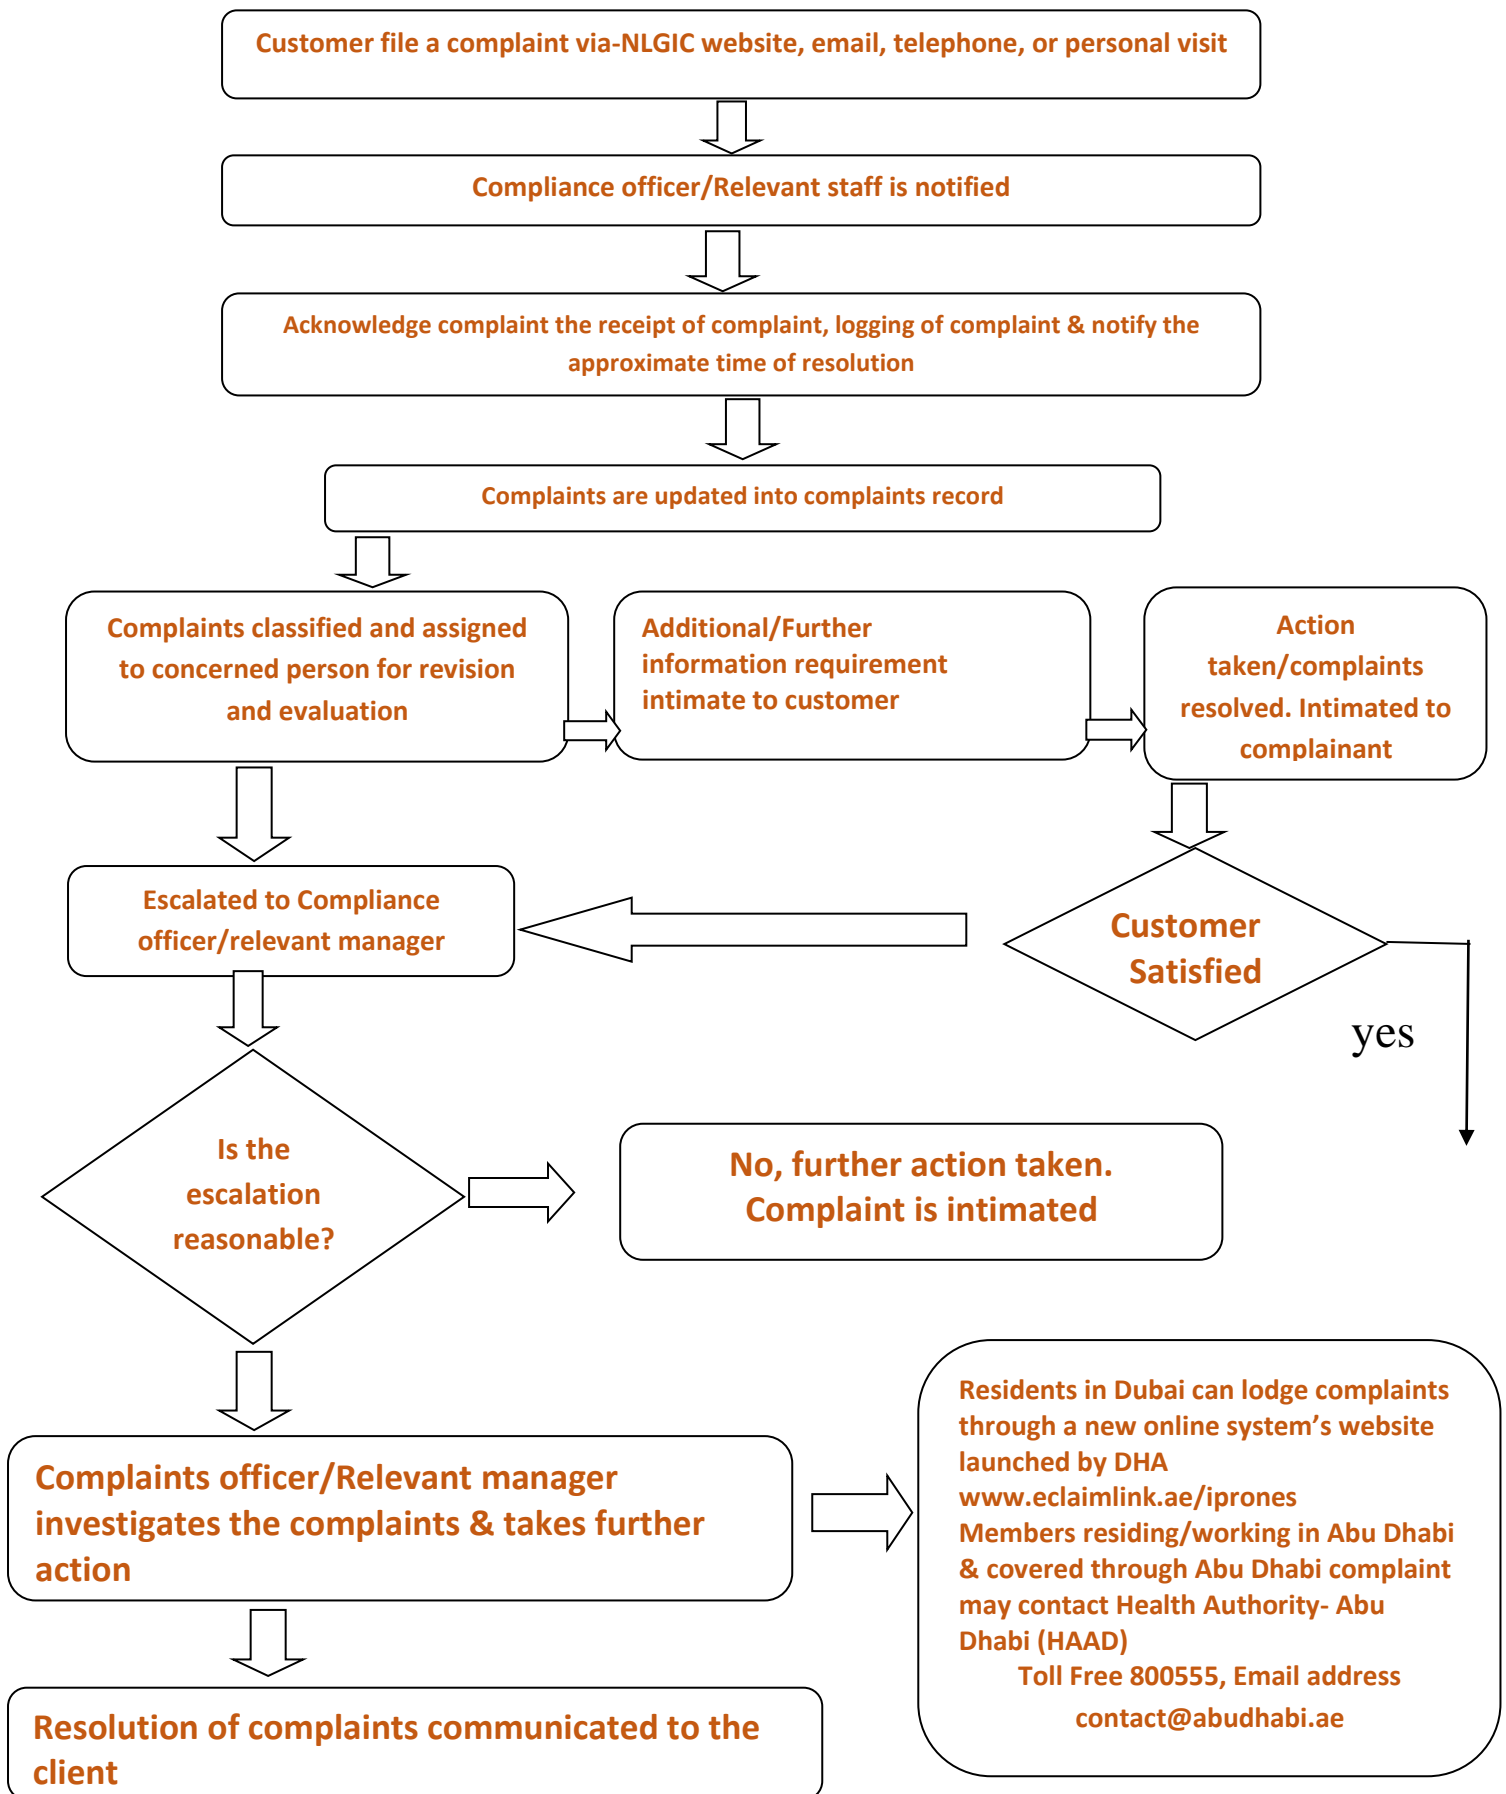 Customer file a complaint via-NLGIC website, email, telephone, or personal visit
Compliance officer/Relevant staff is notified
Acknowledge complaint the receipt of complaint, logging of complaint & notify the
approximate time of resolution
Complaints are updated into complaints record
Complaints classified and assigned
to concerned person for revision
and evaluation
Additional/Further
information requirement
intimate to customer
Action
taken/complaints
resolved. Intimated to
complainant
Escalated to Compliance
officer/relevant manager
Customer
Satisfied
yes
Is the
escalation
reasonable?
No, further action taken.
Complaint is intimated
Complaints officer/Relevant manager
investigates the complaints & takes further
action
Residents in Dubai can lodge complaints
through a new online system’s website
launched by DHA
www.eclaimlink.ae/iprones
Members residing/working in Abu Dhabi
& covered through Abu Dhabi complaint
may contact Health Authority- Abu
Dhabi (HAAD)
Toll Free 800555, Email address
contact@abudhabi.ae
Resolution of complaints communicated to the
client